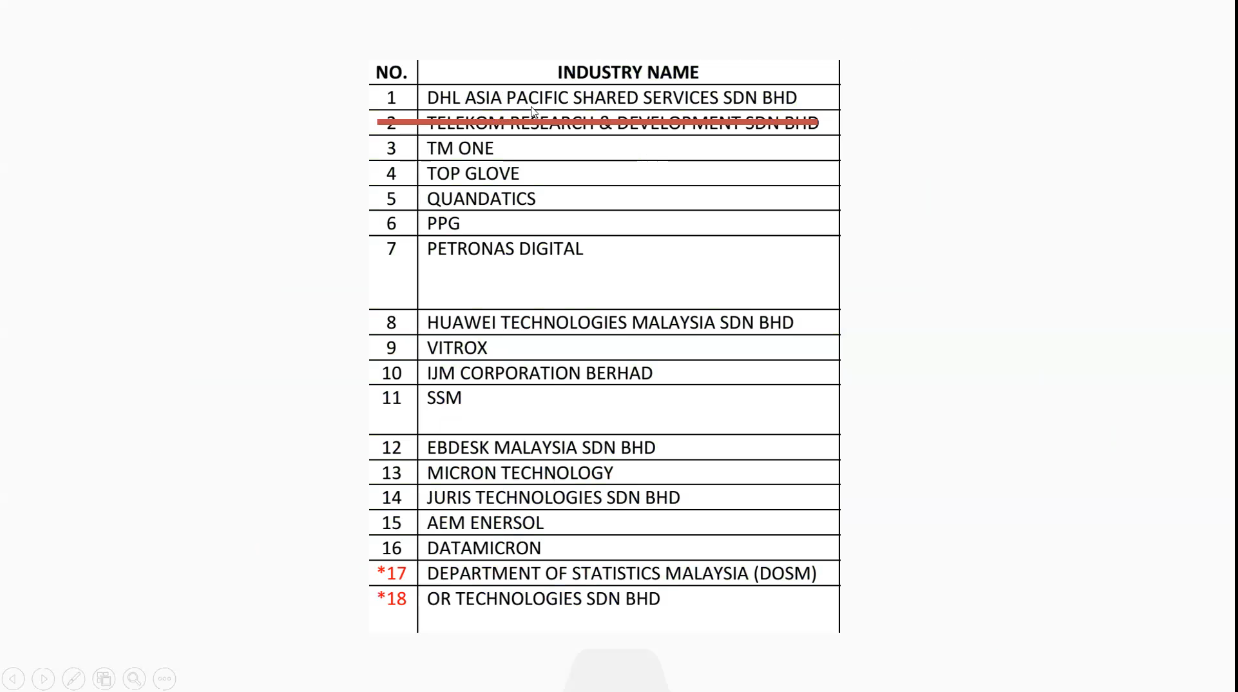 NO. INDUSTRY NAME
1 DHL ASIA PACIFIC SHARED SERVICES SDN BHD
2 TELEKOM RESEARCH & DEVELOPMENT SDN BHD
3 TM ONE
4 TOP GLOVE
5 QUANDATICS
6 PPG
7 PETRONAS DIGITAL
8 HUAWEI TECHNOLOGIES MALAYSIA SDN BHD
9 VITROX
10 IJM CORPORATION BERHAD
11 SSM
12 EBDESK MALAYSIA SDN BHD
13 MICRON TECHNOLOGY
14 JURIS TECHNOLOGIES SDN BHD
15 AEM ENERSOL
16 DATAMICRON
*17 DEPARTMENT OF STATISTICS MALAYSIA (DOSM)
*18 OR TECHNOLOGIES SDN BHD